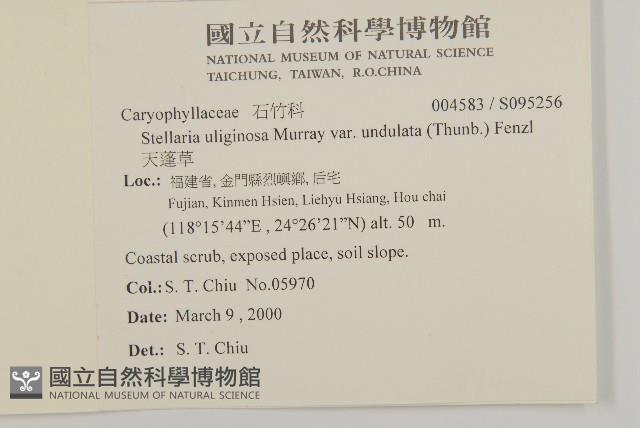 國立自然科學博物館
NATIONAL MUSEUM OF NATURAL SCIENCE
TAICHUNG, TAIWAN, R.O.CHINA
Caryophyllaceae 石竹科 004583 / S095256
Stellaria uliginosa Murray var. undulata (Thunb.) Fenzl
天蓬草
Loc.: 福建省, 金門縣烈嶼鄉, 后宅
Fujian, Kinmen Hsien, Liehyu Hsiang, Hou chai
(118°15'44"E , 24°26'21"N) alt. 50 m.
Coastal scrub, exposed place, soil slope.
Col.: S. T. Chiu No.05970
Date: March 9 , 2000
Det.: S. T. Chiu
國立自然科學博物館
NATIONAL MUSEUM OF NATURAL SCIENCE